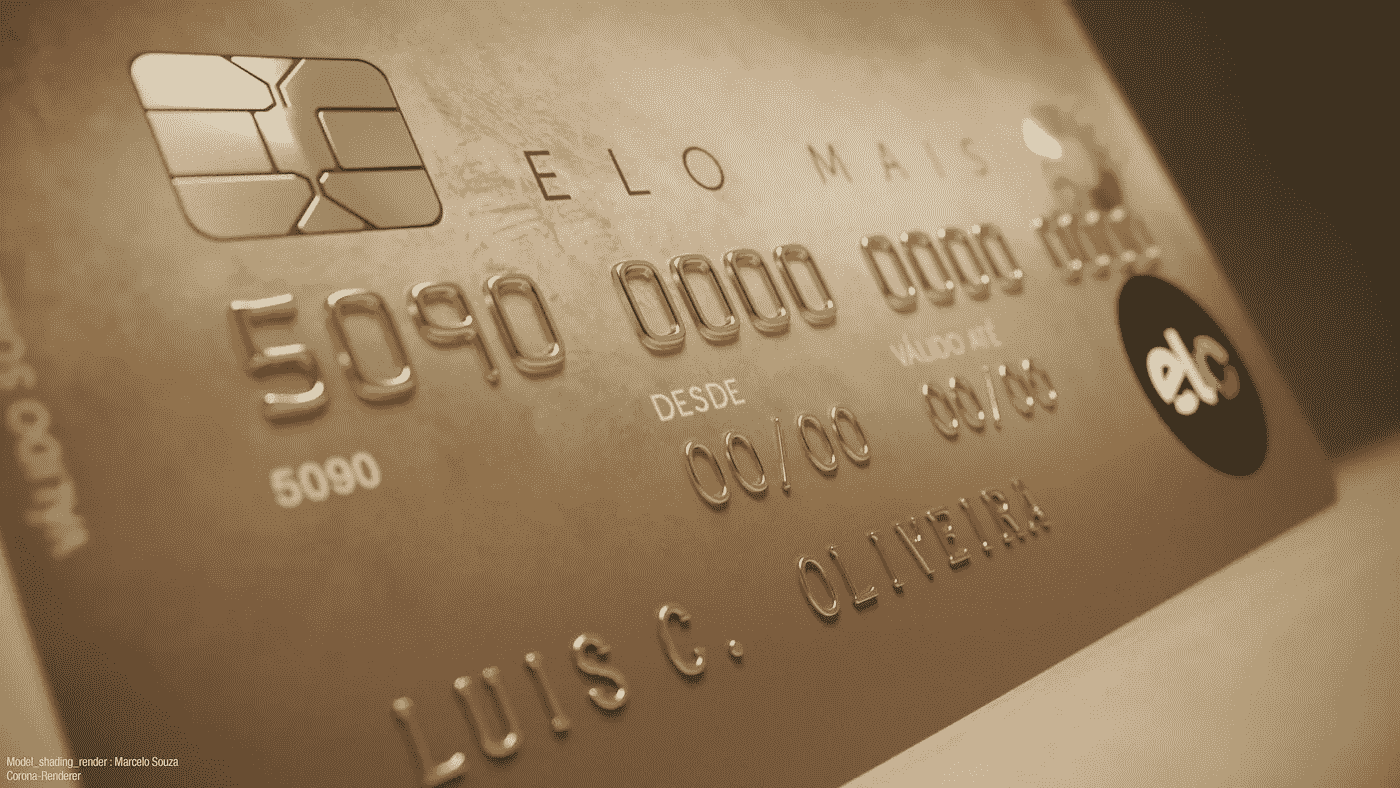 ELO MAIS
5090 0000 0000 0000
5090
DESDE
VÁLIDO ATÉ
00/00
00/00
elo
LUIS C. OLIVEIRA
Model_shading_render : Marcelo Souza
Corona-Renderer